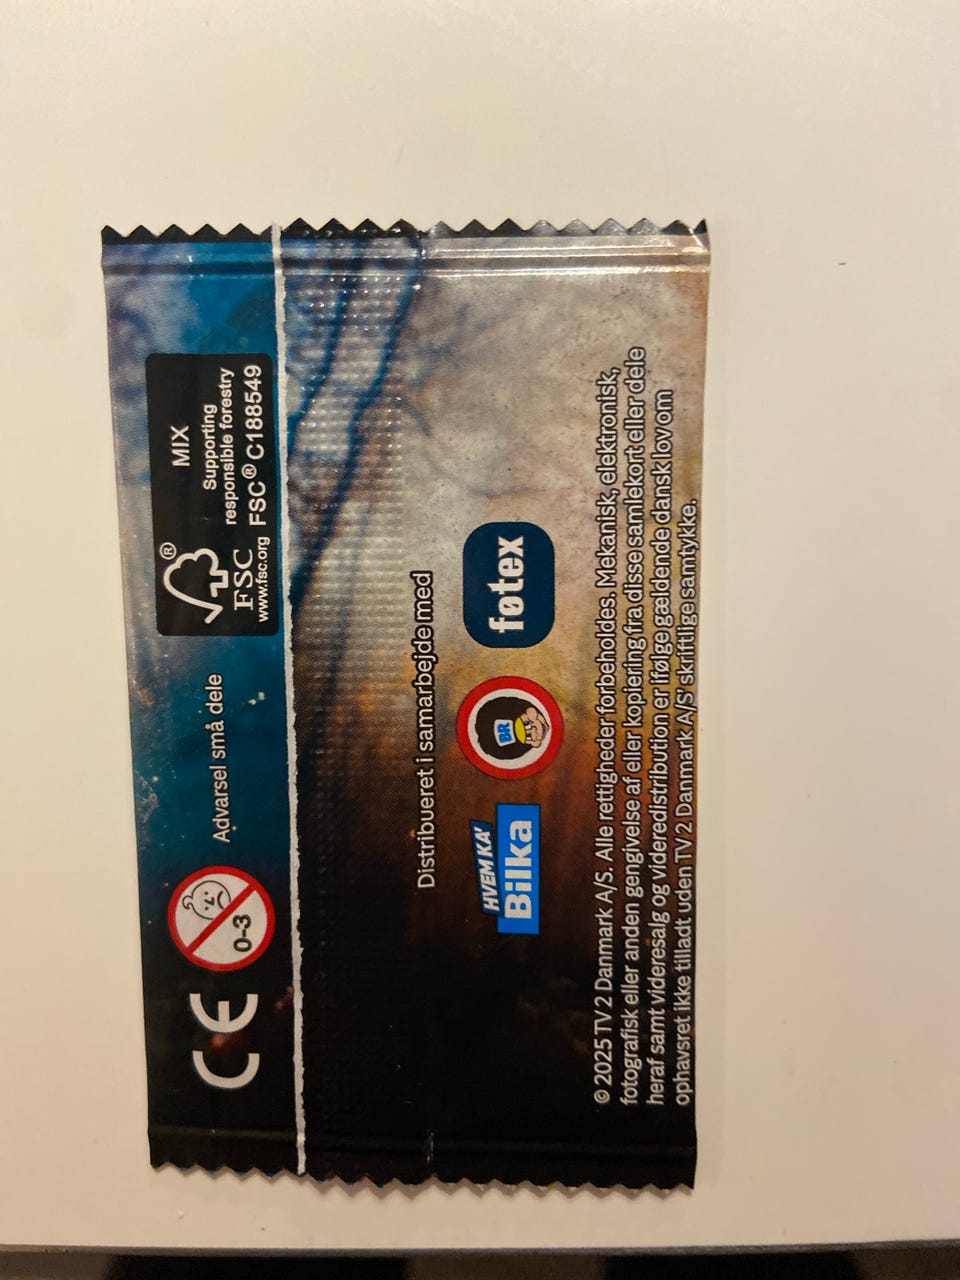 CE
0-3
Advarsel små dele
FSC®
www.fsc.org
MIX
Supporting
responsible forestry
FSC® C188549
Distribueret i samarbejde med
HVEM KA'
Bilka
BR
føtex
© 2025 TV 2 Danmark A/S. Alle rettigheder forbeholdes. Mekanisk, elektronisk,
fotografisk eller anden gengivelse af eller kopiering fra disse samlekort eller dele
heraf samt videresalg og videredistribution er ifølge gældende dansk lov om
ophavsret ikke tilladt uden TV 2 Danmark A/S' skriftlige samtykke.